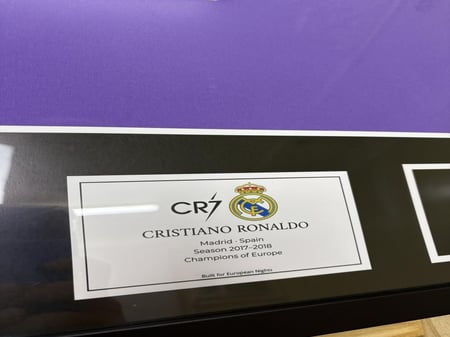 CR7
CRISTIANO RONALDO
Madrid - Spain
Season 2017-2018
Champions of Europe
Built for European Nights